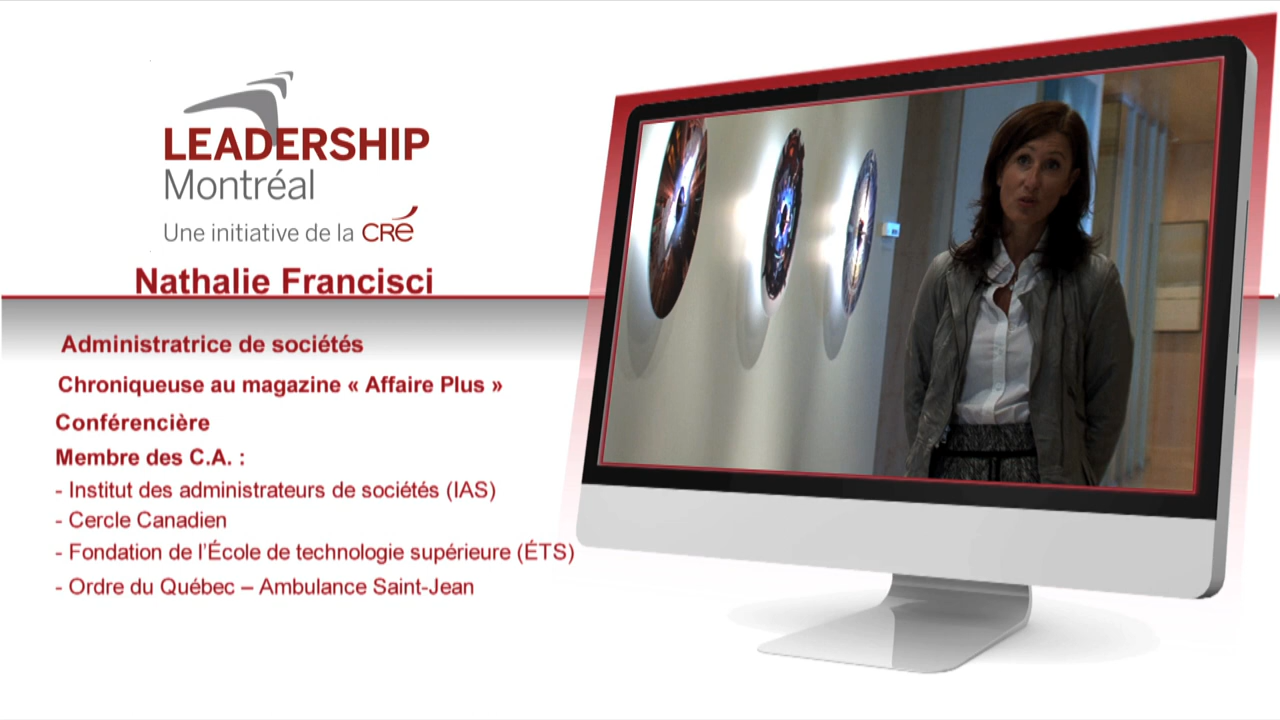 LEADERSHIP
Montréal
Une initiative de la CRé
Nathalie Francisci
Administratrice de sociétés
Chroniqueuse au magazine « Affaire Plus »
Conférencière
Membre des C.A. :
- Institut des administrateurs de sociétés (IAS)
- Cercle Canadien
- Fondation de l'École de technologie supérieure (ÉTS)
- Ordre du Québec – Ambulance Saint-Jean